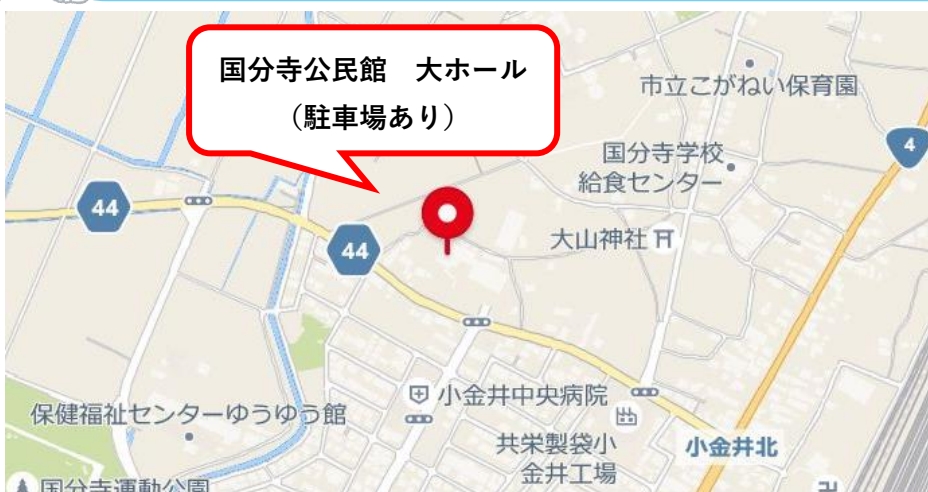 国分寺公民館　大ホール
（駐車場あり）
市立こがねい保育園
4
国分寺学校
給食センター
44
44
大山神社
小金井中央病院
保健福祉センターゆうゆう館
共栄製袋小
金井工場
小金井北
国分寺運動公園